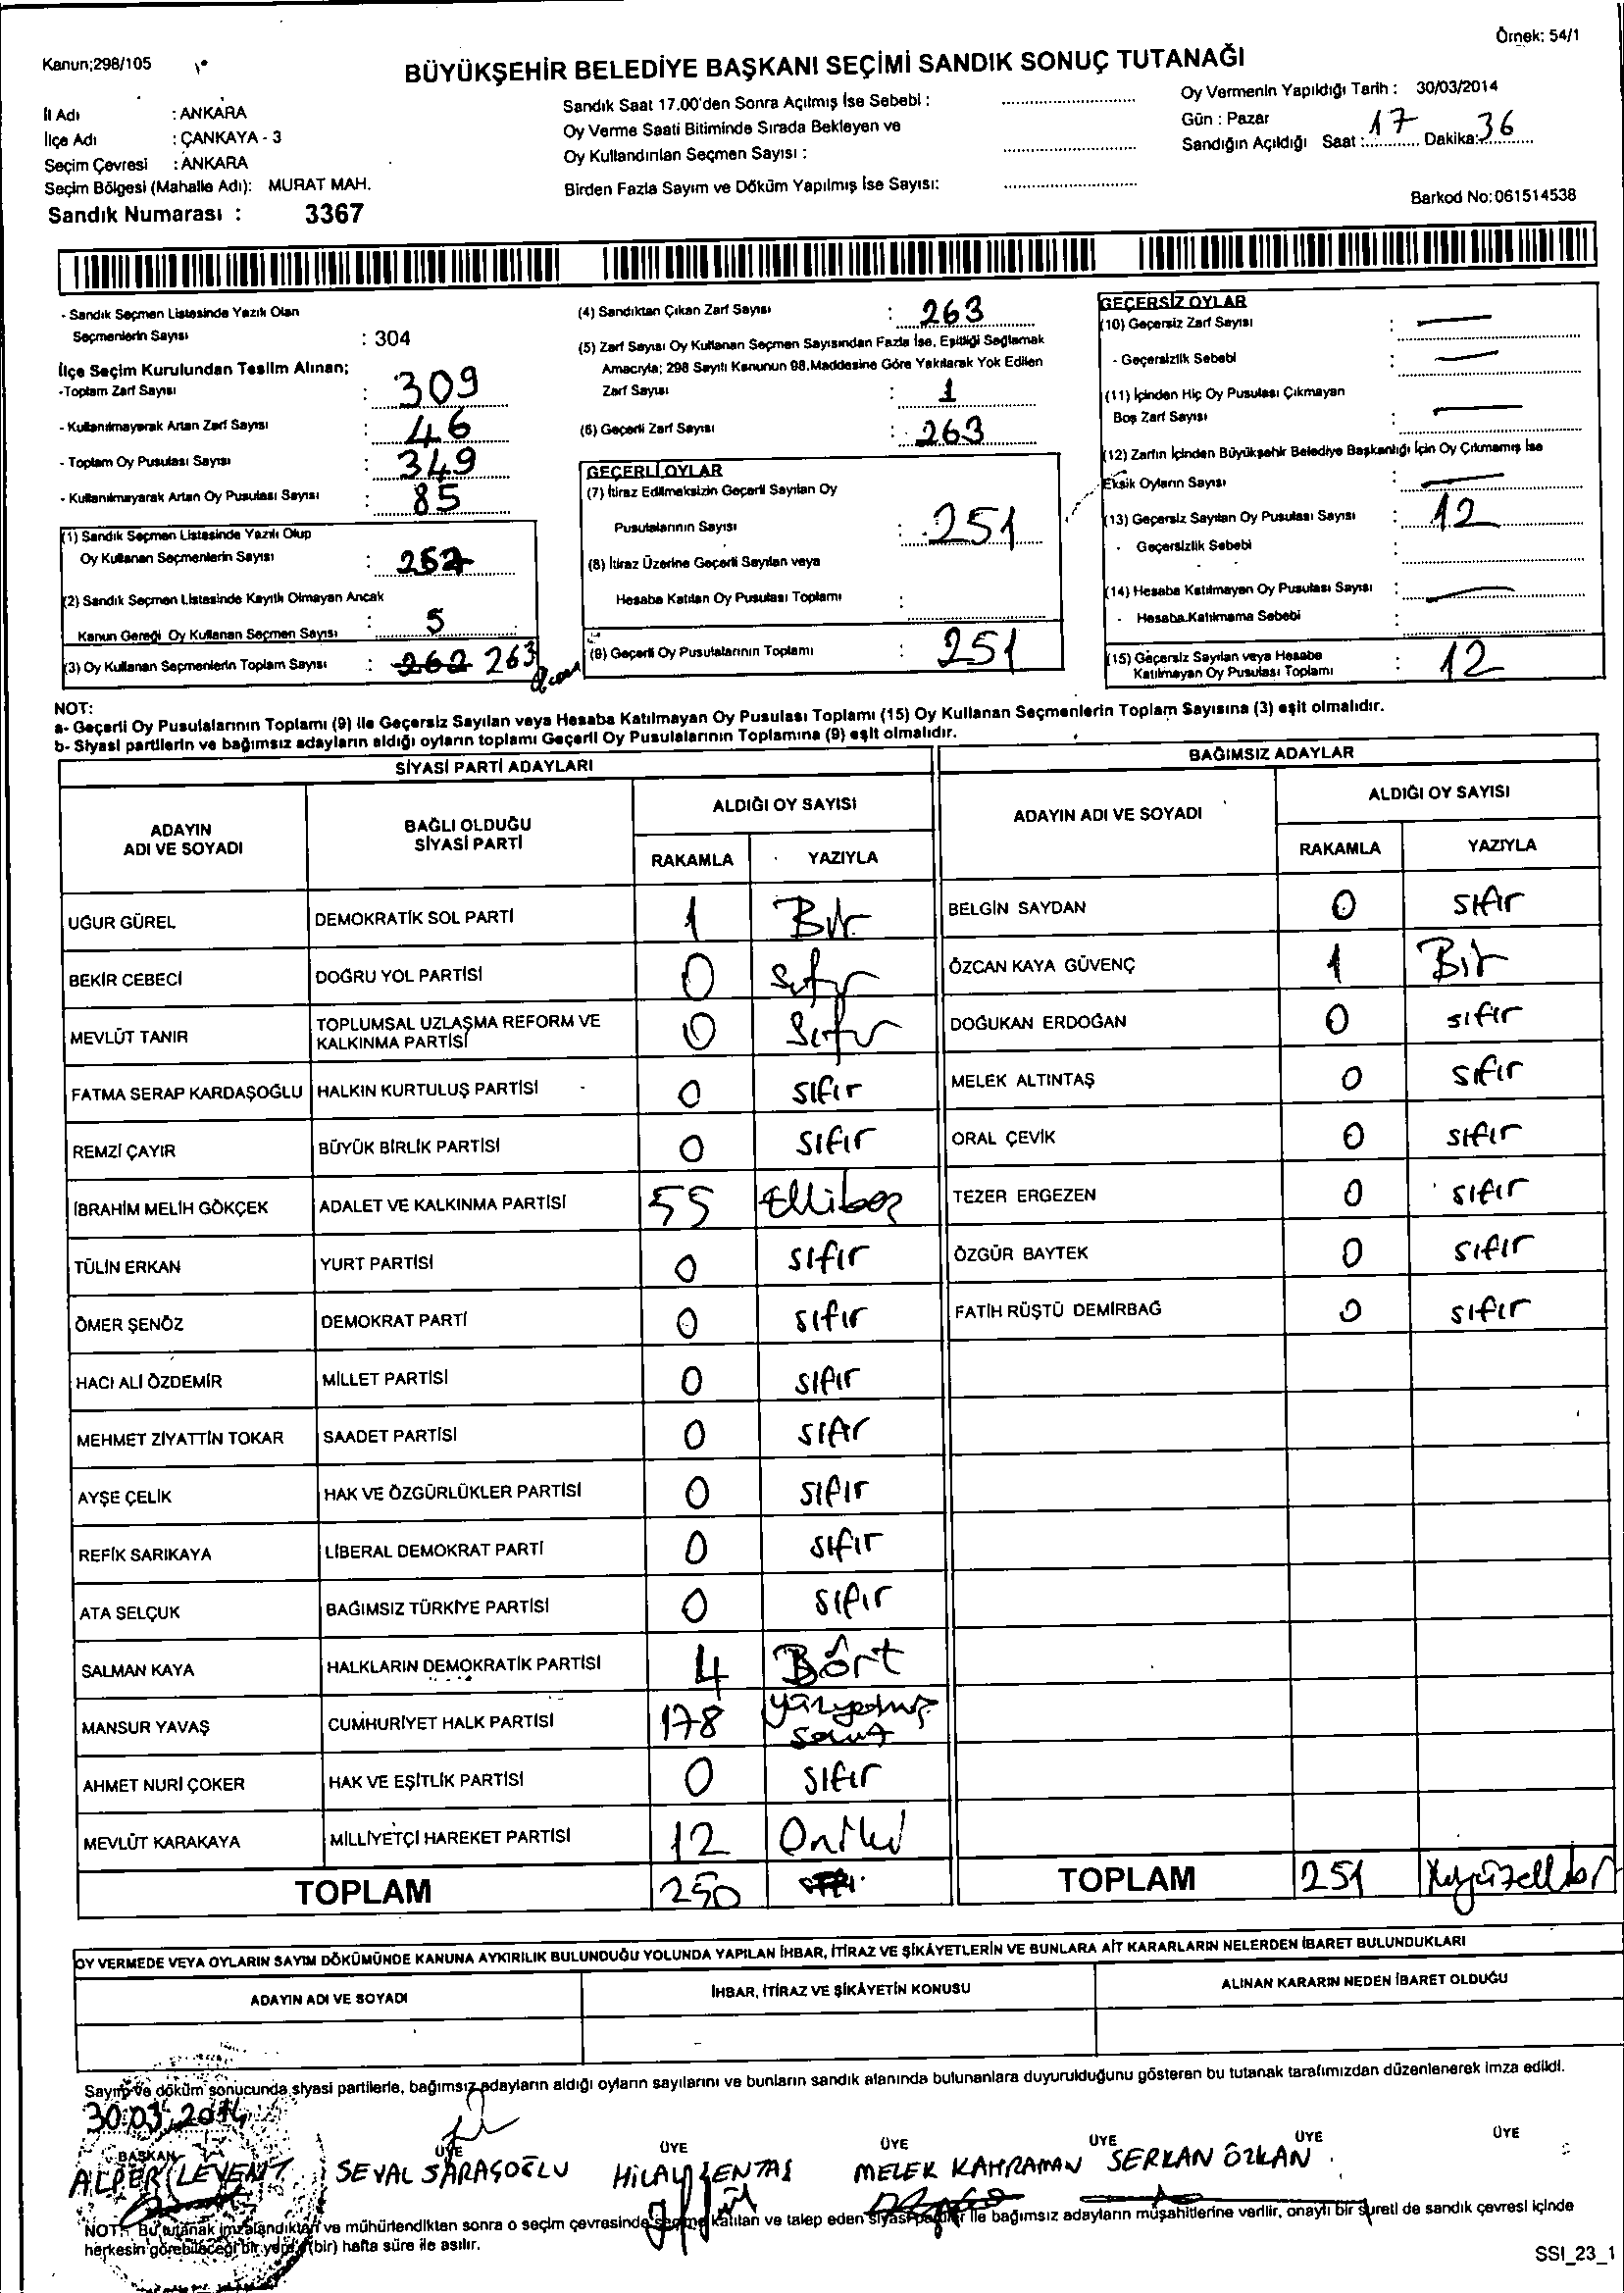 Örnek: 54/1
Kanun;298/105
BÜYÜKŞEHİR BELEDİYE BAŞKANI SEÇİMİ SANDIK SONUÇ TUTANAĞI
İl Adı : ANKARA
İlçe Adı : ÇANKAYA - 3
Seçim Çevresi : ANKARA
Seçim Bölgesi (Mahalle Adı): MURAT MAH.
Sandık Numarası : 3367
Sandık Saat 17.00'den Sonra Açılmış İse Sebebi :
Oy Verme Saati Bitiminde Sırada Bekleyen ve
Oy Kullandırılan Seçmen Sayısı :
Birden Fazla Sayım ve Döküm Yapılmış İse Sayısı:
Oy Vermenin Yapıldığı Tarih : 30/03/2014
Gün : Pazar
Sandığın Açıldığı Saat : 17 Dakika: 36
Barkod No:061514538
- Sandık Seçmen Listesinde Yazılı Olan
Seçmenlerin Sayısı : 304
İlçe Seçim Kurulundan Teslim Alınan;
-Toplam Zarf Sayısı : 309
- Kullanılmayarak Artan Zarf Sayısı : 46
- Toplam Oy Pusulası Sayısı : 349
- Kullanılmayarak Artan Oy Pusulası Sayısı : 85
(1) Sandık Seçmen Listesinde Yazılı Olup
Oy Kullanan Seçmenlerin Sayısı :
(2) Sandık Seçmen Listesinde Kayıtlı Olmayan Ancak
Kanun Gereği Oy Kullanan Seçmen Sayısı : 5
(3) Oy Kullanan Seçmenlerin Toplam Sayısı : 262 263
(4) Sandıktan Çıkan Zarf Sayısı : 263
(5) Zarf Sayısı Oy Kullanan Seçmen Sayısından Fazla İse, Eşitliği Sağlamak
Amacıyla; 298 Sayılı Kanunun 98.Maddesine Göre Yakılarak Yok Edilen
Zarf Sayısı : 1
(6) Geçerli Zarf Sayısı : 263
GEÇERLİ OYLAR
(7) İtiraz Edilmeksizin Geçerli Sayılan Oy
Pusulalarının Sayısı : 251
(8) İtiraz Üzerine Geçerli Sayılan veya
Hesaba Katılan Oy Pusulası Toplamı :
(9) Geçerli Oy Pusulalarının Toplamı : 251
GEÇERSİZ OYLAR
(10) Geçersiz Zarf Sayısı : —
- Geçersizlik Sebebi : —
(11) İçinden Hiç Oy Pusulası Çıkmayan
Boş Zarf Sayısı : —
(12) Zarfın İçinden Büyükşehir Belediye Başkanlığı İçin Oy Çıkmamış İse
Eksik Oyların Sayısı : —
(13) Geçersiz Sayılan Oy Pusulası Sayısı : 12
- Geçersizlik Sebebi :
(14) Hesaba Katılmayan Oy Pusulası Sayısı : —
- Hesaba Katılmama Sebebi :
(15) Geçersiz Sayılan veya Hesaba
Katılmayan Oy Pusulası Toplamı : 12
NOT:
a- Geçerli Oy Pusulalarının Toplamı (9) ile Geçersiz Sayılan veya Hesaba Katılmayan Oy Pusulası Toplamı (15) Oy Kullanan Seçmenlerin Toplam Sayısına (3) eşit olmalıdır.
b- Siyasi partilerin ve bağımsız adayların aldığı oyların toplamı Geçerli Oy Pusulalarının Toplamına (9) eşit olmalıdır.
SİYASİ PARTİ ADAYLARI
ADAYIN ADI VE SOYADI BAĞLI OLDUĞU SİYASİ PARTİ ALDIĞI OY SAYISI
RAKAMLA YAZIYLA
UĞUR GÜREL DEMOKRATİK SOL PARTİ 1 Bir
BEKİR CEBECİ DOĞRU YOL PARTİSİ 0 Sıfır
MEVLÜT TANIR TOPLUMSAL UZLAŞMA REFORM VE KALKINMA PARTİSİ 0 Sıfır
FATMA SERAP KARDAŞOĞLU HALKIN KURTULUŞ PARTİSİ 0 sıfır
REMZİ ÇAYIR BÜYÜK BİRLİK PARTİSİ 0 sıfır
İBRAHİM MELİH GÖKÇEK ADALET VE KALKINMA PARTİSİ 55 Ellibeş
TÜLİN ERKAN YURT PARTİSİ 0 sıfır
ÖMER ŞENÖZ DEMOKRAT PARTİ 0 sıfır
HACI ALİ ÖZDEMİR MİLLET PARTİSİ 0 sıfır
MEHMET ZİYATTİN TOKAR SAADET PARTİSİ 0 sıfır
AYŞE ÇELİK HAK VE ÖZGÜRLÜKLER PARTİSİ 0 sıfır
REFİK SARIKAYA LİBERAL DEMOKRAT PARTİ 0 sıfır
ATA SELÇUK BAĞIMSIZ TÜRKİYE PARTİSİ 0 sıfır
SALMAN KAYA HALKLARIN DEMOKRATİK PARTİSİ 4 Dört
MANSUR YAVAŞ CUMHURİYET HALK PARTİSİ 178 yüzyetmiş sekiz
AHMET NURİ ÇOKER HAK VE EŞİTLİK PARTİSİ 0 sıfır
MEVLÜT KARAKAYA MİLLİYETÇİ HAREKET PARTİSİ 12 Oniki
TOPLAM 250
BAĞIMSIZ ADAYLAR
ADAYIN ADI VE SOYADI ALDIĞI OY SAYISI
RAKAMLA YAZIYLA
BELGİN SAYDAN 0 sıfır
ÖZCAN KAYA GÜVENÇ 1 Bir
DOĞUKAN ERDOĞAN 0 sıfır
MELEK ALTINTAŞ 0 sıfır
ORAL ÇEVİK 0 sıfır
TEZER ERGEZEN 0 sıfır
ÖZGÜR BAYTEK 0 sıfır
FATİH RÜŞTÜ DEMİRBAĞ 0 sıfır
TOPLAM 251 İkiyüzellibir
OY VERMEDE VEYA OYLARIN SAYIM DÖKÜMÜNDE KANUNA AYKIRILIK BULUNDUĞU YOLUNDA YAPILAN İHBAR, İTİRAZ VE ŞİKÂYETLERİN VE BUNLARA AİT KARARLARIN NELERDEN İBARET BULUNDUKLARI
ADAYIN ADI VE SOYADI İHBAR, İTİRAZ VE ŞİKÂYETİN KONUSU ALINAN KARARIN NEDEN İBARET OLDUĞU
Sayım ve döküm sonucunda siyasi partilerle, bağımsız adayların aldığı oyların sayılarını ve bunların sandık alanında bulunanlara duyurulduğunu gösteren bu tutanak tarafımızdan düzenlenerek imza edildi.
30.03.2014
BAŞKAN ÜYE ÜYE ÜYE ÜYE ÜYE ÜYE
ALPER LEVENT SEVAL SARAÇOĞLU HİLAL ŞENTAŞ MELEK KAHRAMAN SERKAN ÖZKAN
NOT: Bu tutanak imzalandıktan ve mühürlendikten sonra o seçim çevresinde seçime katılan ve talep eden siyasi partiler ile bağımsız adayların müşahitlerine verilir, onaylı bir sureti de sandık çevresi içinde
herkesin görebileceği bir yere (bir) hafta süre ile asılır.
SSI_23_1